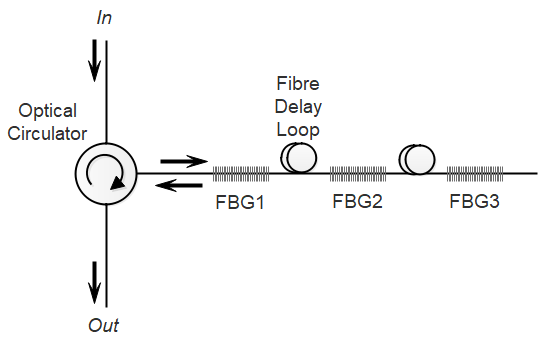 In
Optical
Circulator
Fibre
Delay
Loop
FBG1
FBG2
FBG3
Out